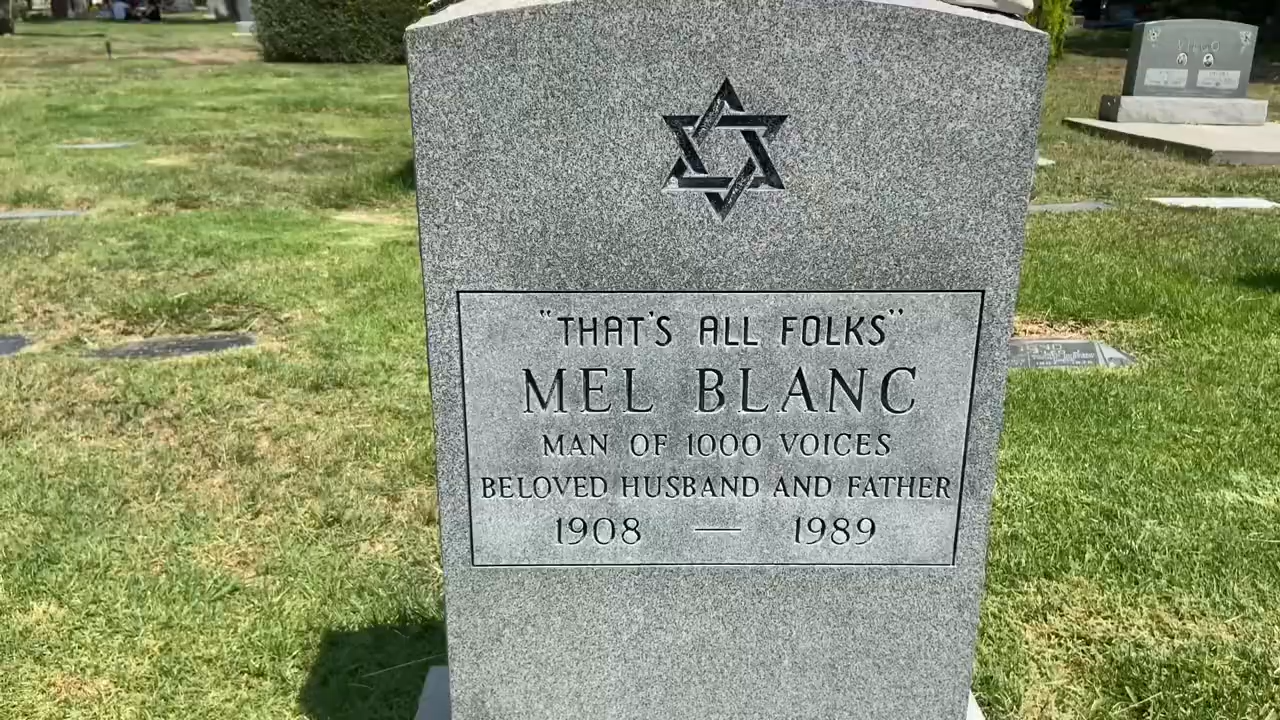 "THAT'S ALL FOLKS"
MEL BLANC
MAN OF 1000 VOICES
BELOVED HUSBAND AND FATHER
1908 — 1989